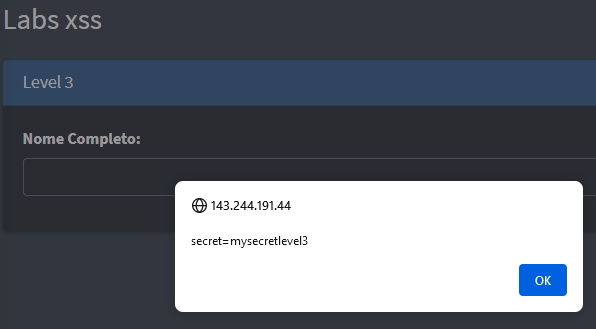 Labs xss
Level 3
Nome Completo:
143.244.191.44
secret=mysecretlevel3
OK